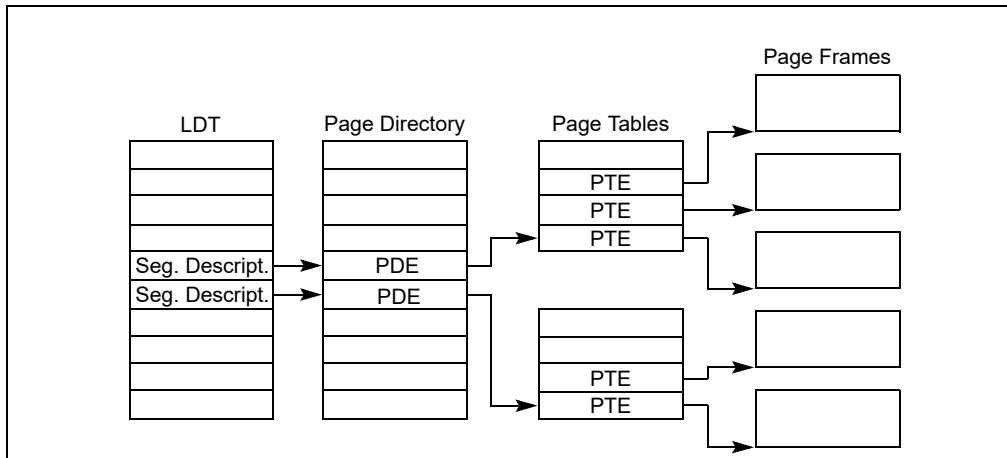 Page Frames
LDT
Page Directory
Page Tables
PTE
PTE
PTE
Seg. Descript.
PDE
Seg. Descript.
PDE
PTE
PTE